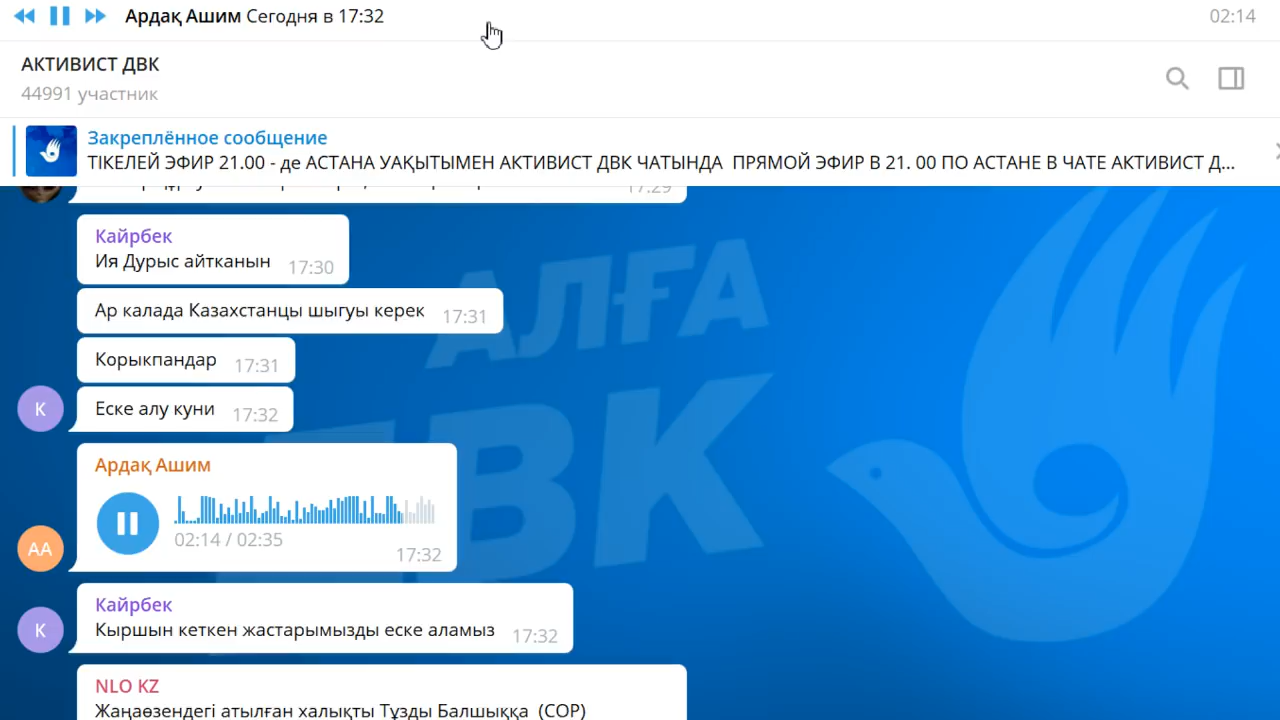 Ардақ Ашим Сегодня в 17:32
02:14
АКТИВИСТ ДВК
44991 участник
Закреплённое сообщение
ТІКЕЛЕЙ ЭФИР 21.00 - де АСТАНА УАҚЫТЫМЕН АКТИВИСТ ДВК ЧАТЫНДА ПРЯМОЙ ЭФИР В 21. 00 ПО АСТАНЕ В ЧАТЕ АКТИВИСТ Д...
17:29
Кайрбек
Ия Дурыс айтканын 17:30
Ар калада Казахстанцы шыгуы керек 17:31
Корыкпандар 17:31
К
Еске алу куни 17:32
АЛҒА
ДВК
Ардақ Ашим
02:14 / 02:35
17:32
АА
Кайрбек
К
Кыршын кеткен жастарымызды еске аламыз 17:32
NLO KZ
Жаңаөзендегі атылған халықты Тұзды Балшыққа (СОР)